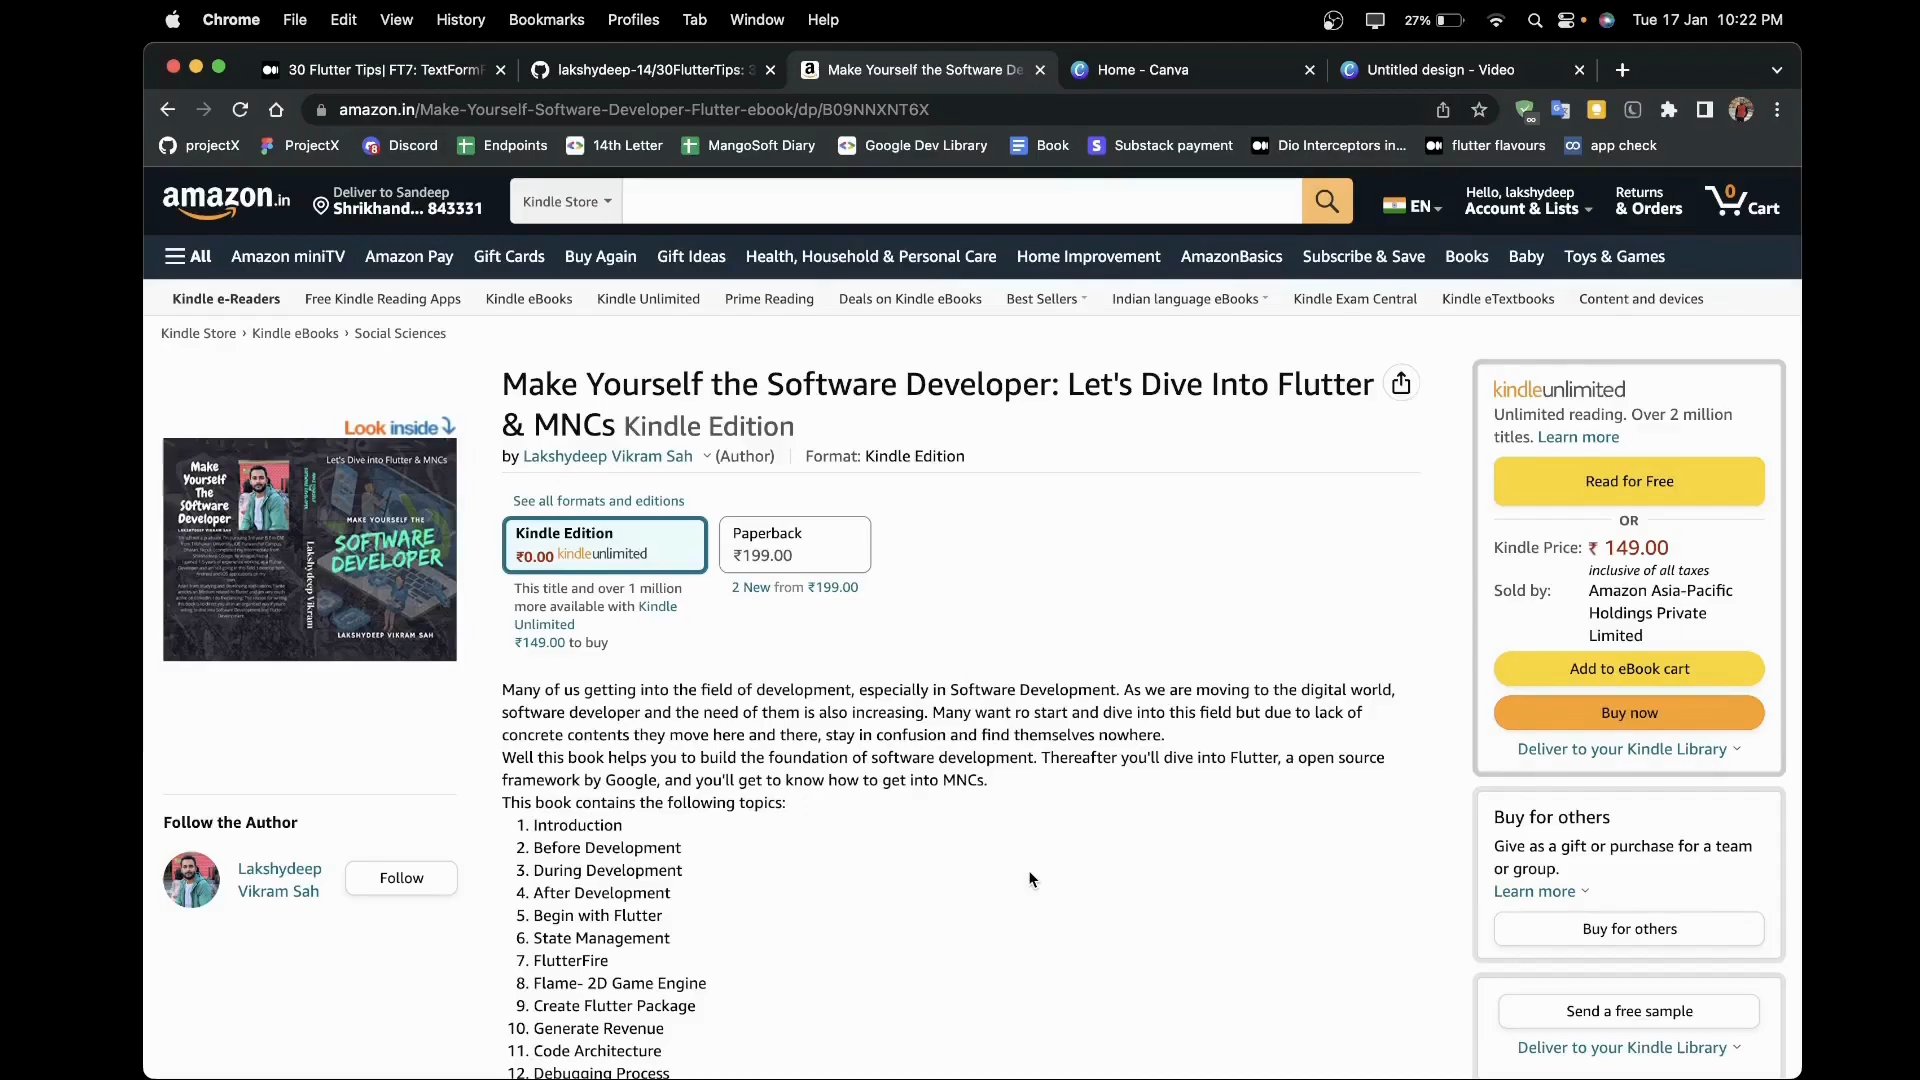 Chrome File Edit View History Bookmarks Profiles Tab Window Help 27% Tue 17 Jan 10:22 PM
30 Flutter Tips| FT7: TextFormF lakshydeep-14/30FlutterTips: 3 Make Yourself the Software De Home - Canva Untitled design - Video
amazon.in/Make-Yourself-Software-Developer-Flutter-ebook/dp/B09NNXNT6X
projectX ProjectX Discord Endpoints 14th Letter MangoSoft Diary Google Dev Library Book Substack payment Dio Interceptors in... flutter flavours app check
amazon.in Deliver to Sandeep Shrikhand... 843331 Kindle Store EN Hello, lakshydeep Account & Lists Returns & Orders 0 Cart
All Amazon miniTV Amazon Pay Gift Cards Buy Again Gift Ideas Health, Household & Personal Care Home Improvement AmazonBasics Subscribe & Save Books Baby Toys & Games
Kindle e-Readers Free Kindle Reading Apps Kindle eBooks Kindle Unlimited Prime Reading Deals on Kindle eBooks Best Sellers Indian language eBooks Kindle Exam Central Kindle eTextbooks Content and devices
Kindle Store › Kindle eBooks › Social Sciences
Look inside
Make
Yourself
The
Software
Developer
Let's Dive into Flutter & MNCs
MAKE YOURSELF THE
SOFTWARE
DEVELOPER
Lakshydeep Vikram
LAKSHYDEEP VIKRAM SAH
Follow the Author
Lakshydeep
Vikram Sah
Follow
Make Yourself the Software Developer: Let's Dive Into Flutter
& MNCs Kindle Edition
by Lakshydeep Vikram Sah (Author) Format: Kindle Edition
See all formats and editions
Kindle Edition
₹0.00 kindleunlimited
This title and over 1 million
more available with Kindle
Unlimited
₹149.00 to buy
Paperback
₹199.00
2 New from ₹199.00
Many of us getting into the field of development, especially in Software Development. As we are moving to the digital world,
software developer and the need of them is also increasing. Many want ro start and dive into this field but due to lack of
concrete contents they move here and there, stay in confusion and find themselves nowhere.
Well this book helps you to build the foundation of software development. Thereafter you'll dive into Flutter, a open source
framework by Google, and you'll get to know how to get into MNCs.
This book contains the following topics:
1. Introduction
2. Before Development
3. During Development
4. After Development
5. Begin with Flutter
6. State Management
7. FlutterFire
8. Flame- 2D Game Engine
9. Create Flutter Package
10. Generate Revenue
11. Code Architecture
12. Debugging Process
kindleunlimited
Unlimited reading. Over 2 million
titles. Learn more
Read for Free
OR
Kindle Price: ₹ 149.00
inclusive of all taxes
Sold by: Amazon Asia-Pacific
Holdings Private
Limited
Add to eBook cart
Buy now
Deliver to your Kindle Library
Buy for others
Give as a gift or purchase for a team
or group.
Learn more
Buy for others
Send a free sample
Deliver to your Kindle Library